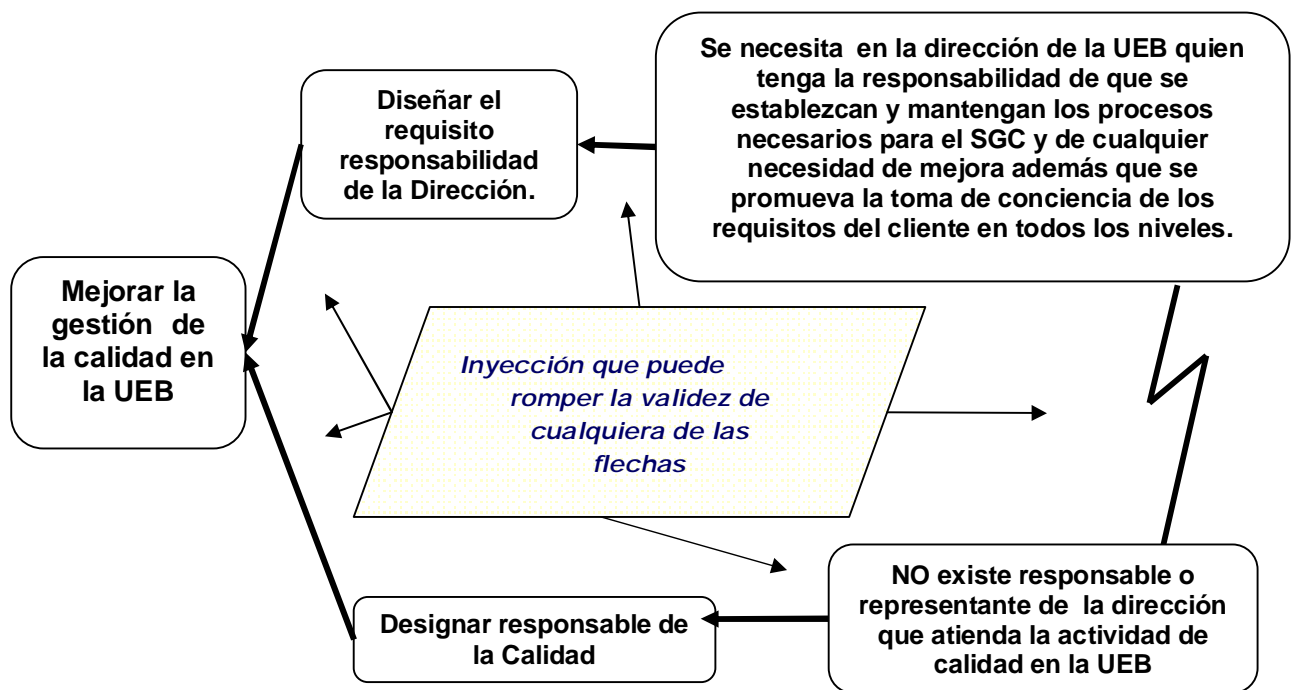 Se necesita en la dirección de la UEB quien
tenga la responsabilidad de que se
establezcan y mantengan los procesos
necesarios para el SGC y de cualquier
necesidad de mejora además que se
promueva la toma de conciencia de los
requisitos del cliente en todos los niveles.
Diseñar el
requisito
responsabilidad
de la Dirección.
Mejorar la
gestión de
la calidad en
la UEB
Inyección que puede
romper la validez de
cualquiera de las
flechas
Designar responsable de
la Calidad
NO existe responsable o
representante de la dirección
que atienda la actividad de
calidad en la UEB